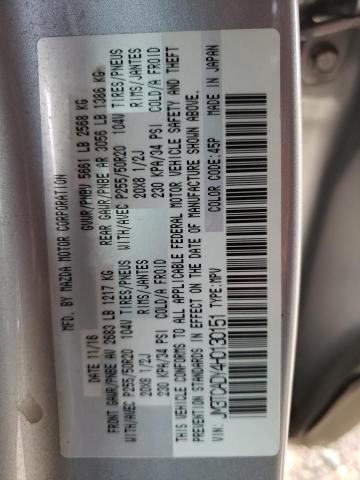 MFD. BY MAZDA MOTOR CORPORATION
GVWR/PNBV 5661 LB 2568 KG
DATE: 11/16
FRONT GAWR/PNBE AV 2683 LB 1217 KG
REAR GAWR/PNBE AR 3056 LB 1386 KG
WITH/AVEC P255/50R20 104V TIRES/PNEUS
WITH/AVEC P255/50R20 104V TIRES/PNEUS
20X8 1/2J RIMS/JANTES
20X8 1/2J RIMS/JANTES
230 KPA/34 PSI COLD/A FROID
230 KPA/34 PSI COLD/A FROID
THIS VEHICLE CONFORMS TO ALL APPLICABLE FEDERAL MOTOR VEHICLE SAFETY AND THEFT
PREVENTION STANDARDS IN EFFECT ON THE DATE OF MANUFACTURE SHOWN ABOVE.
VIN: JM3TCADY4H0130151 TYPE:MPV
COLOR CODE: 45P MADE IN JAPAN